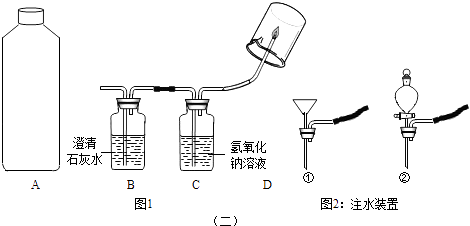 澄清
石灰水
氢氧化
钠溶液
A B C D ① ②
图1 图2：注水装置
（二）